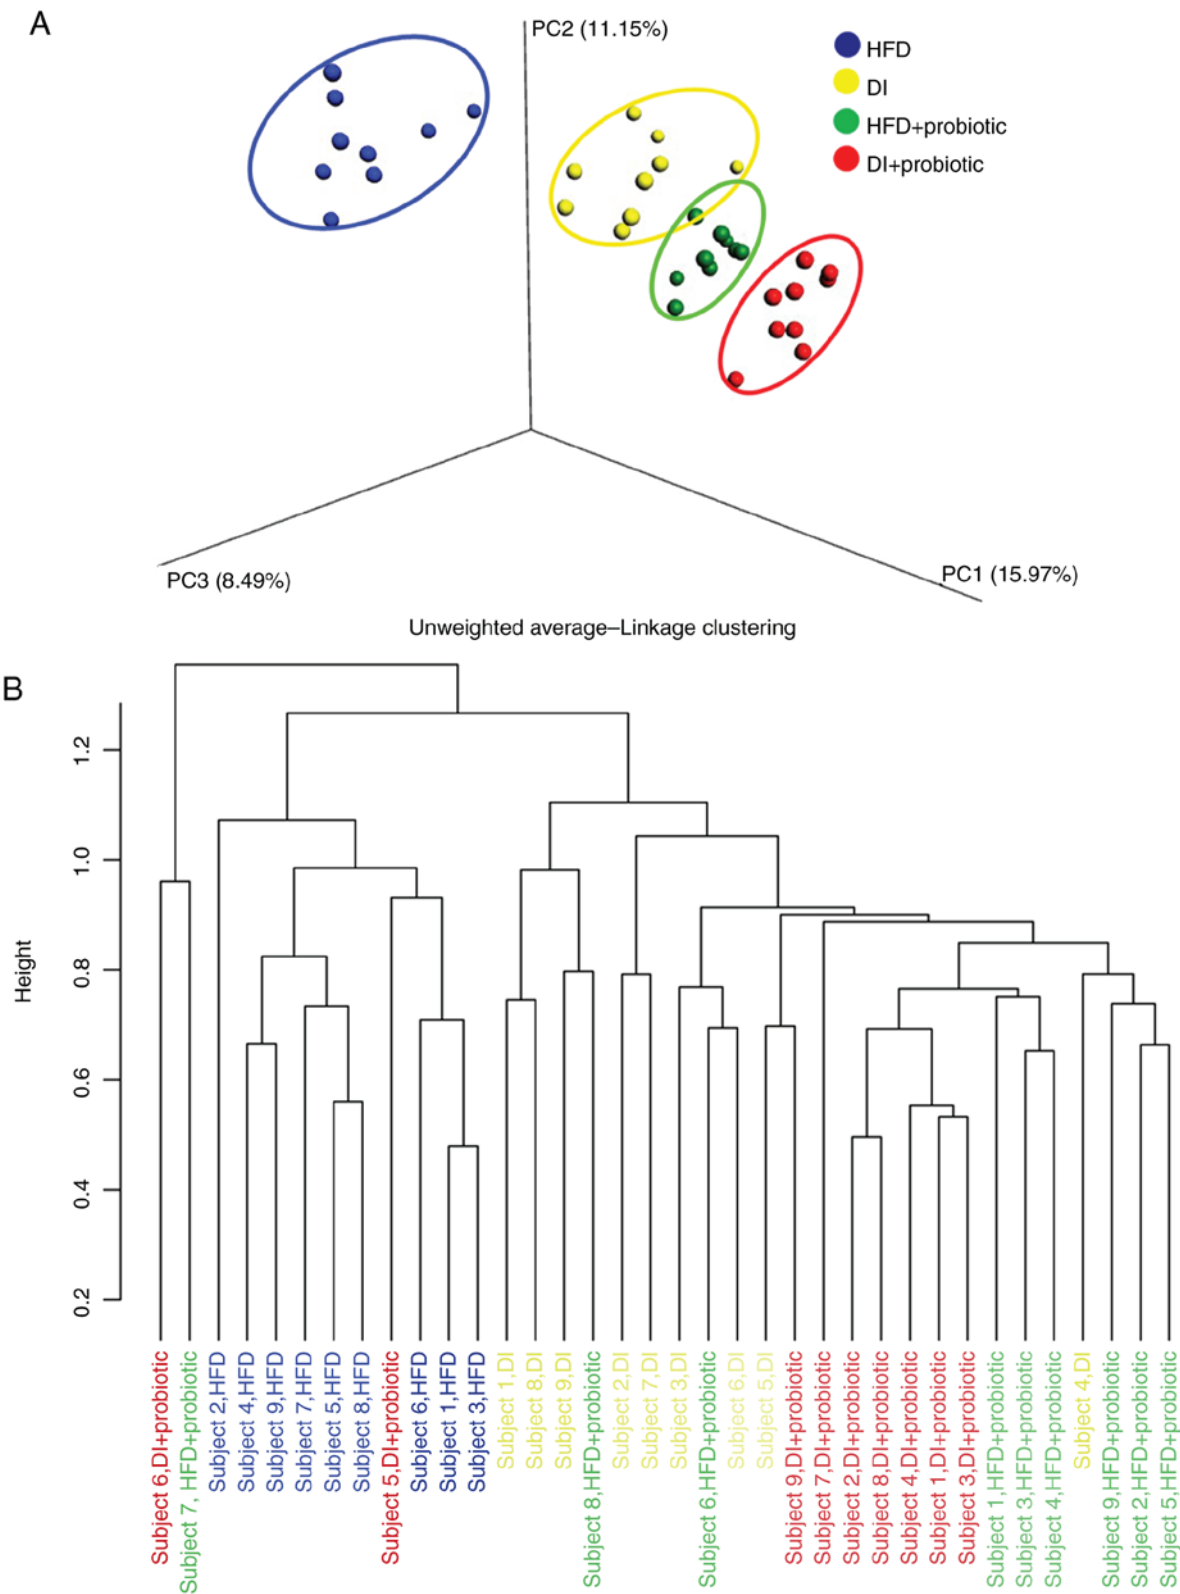 A
PC2 (11.15%)
HFD
DI
HFD+probiotic
DI+probiotic
PC3 (8.49%)
PC1 (15.97%)
Unweighted average–Linkage clustering
B
Height
1.2
1.0
0.8
0.6
0.4
0.2
Subject 6,DI+probiotic
Subject 7, HFD+probiotic
Subject 2,HFD
Subject 4,HFD
Subject 9,HFD
Subject 7,HFD
Subject 5,HFD
Subject 8,HFD
Subject 5,DI+probiotic
Subject 6,HFD
Subject 1,HFD
Subject 3,HFD
Subject 1,DI
Subject 8,DI
Subject 9,DI
Subject 8,HFD+probiotic
Subject 2,DI
Subject 7,DI
Subject 3,DI
Subject 6,HFD+probiotic
Subject 6,DI
Subject 5,DI
Subject 9,DI+probiotic
Subject 7,DI+probiotic
Subject 2,DI+probiotic
Subject 8,DI+probiotic
Subject 4,DI+probiotic
Subject 1,DI+probiotic
Subject 3,DI+probiotic
Subject 1,HFD+probiotic
Subject 3,HFD+probiotic
Subject 4,HFD+probiotic
Subject 4,DI
Subject 9,HFD+probiotic
Subject 2,HFD+probiotic
Subject 5,HFD+probiotic